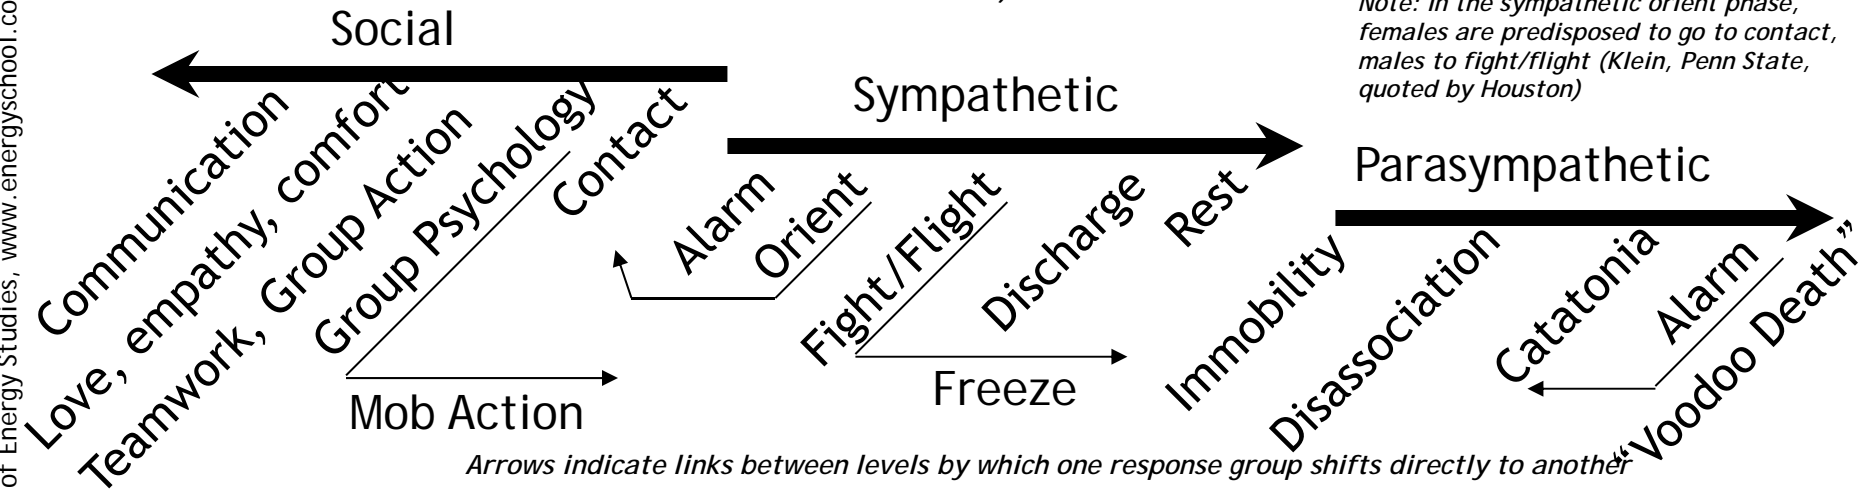 Note: In the sympathetic orient phase,
females are predisposed to go to contact,
males to fight/flight (Klein, Penn State,
quoted by Houston)
Social
Communication
Love, empathy, comfort
Teamwork, Group Action
Group Psychology
Contact
Mob Action
Sympathetic
Alarm
Orient
Fight/Flight
Discharge
Rest
Freeze
Parasympathetic
Immobility
Disassociation
Catatonia
Alarm
“Voodoo Death”
Arrows indicate links between levels by which one response group shifts directly to another
of Energy Studies, www.energyschool.co